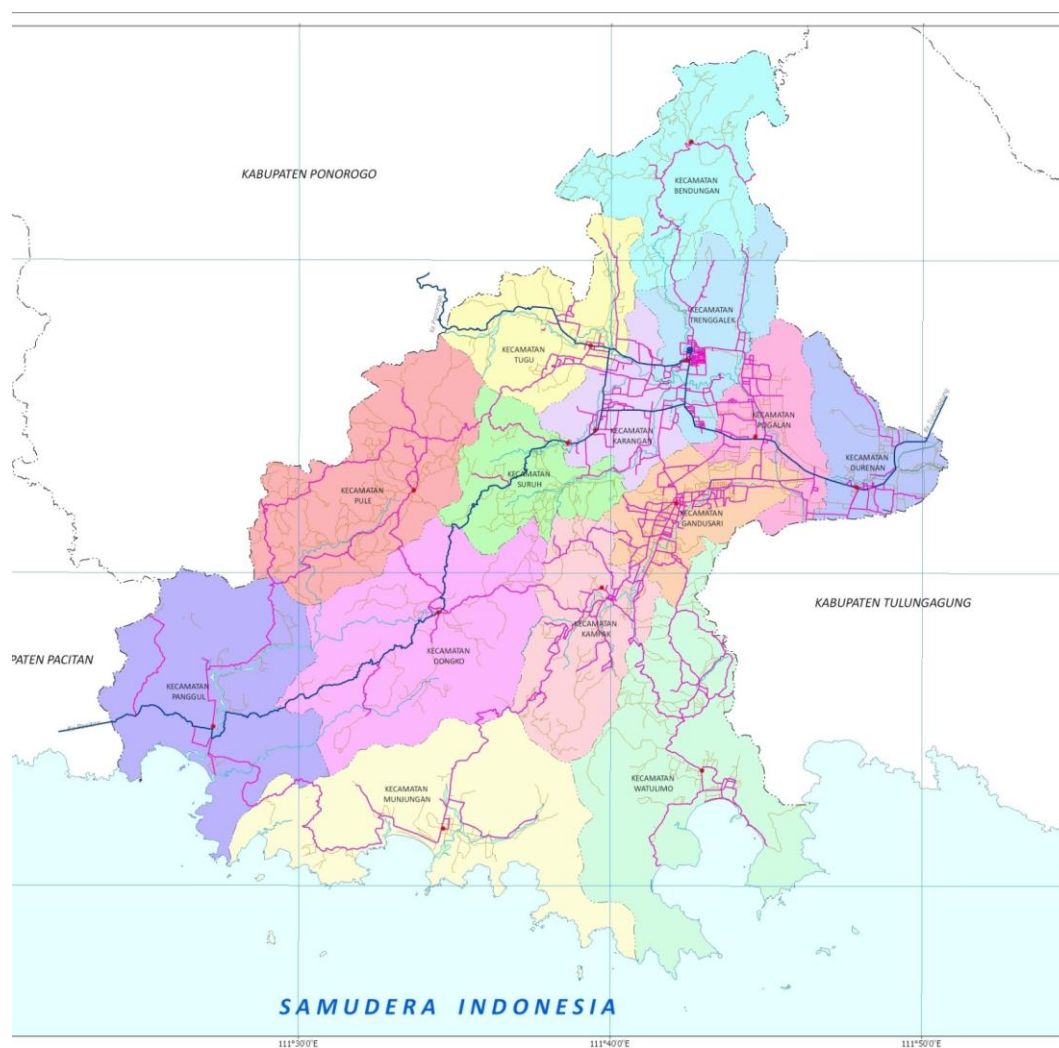 KABUPATEN PONOROGO
KECAMATAN
BENDUNGAN
KECAMATAN
TRENGGALEK
KECAMATAN
TUGU
KECAMATAN
POGALAN
KECAMATAN
KARANGAN
KECAMATAN
DURENAN
KECAMATAN
SURUH
KECAMATAN
PULE
KECAMATAN
GANDUSARI
KABUPATEN TULUNGAGUNG
KECAMATAN
KAMPAK
KECAMATAN
DONGKO
PATEN PACITAN
KECAMATAN
PANGGUL
KECAMATAN
WATULIMO
KECAMATAN
MUNJUNGAN
SAMUDERA INDONESIA
111°30'0"E
111°40'0"E
111°50'0"E